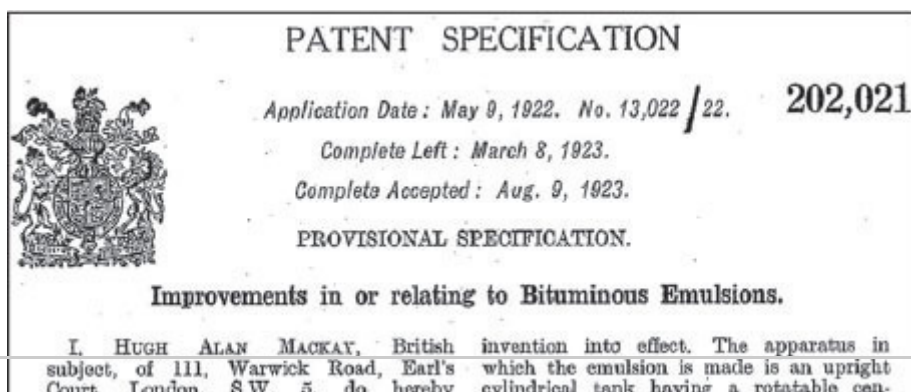 PATENT SPECIFICATION
Application Date: May 9, 1922. No. 13,022/22.
202,021
Complete Left: March 8, 1923.
Complete Accepted: Aug. 9, 1923.
PROVISIONAL SPECIFICATION.
Improvements in or relating to Bituminous Emulsions.
I, HUGH ALAN MACKAY, British
subject, of 111, Warwick Road, Earl's
Court, London, S.W. 5, do hereby
invention into effect. The apparatus in
which the emulsion is made is an upright
cylindrical tank having a rotatable cen-